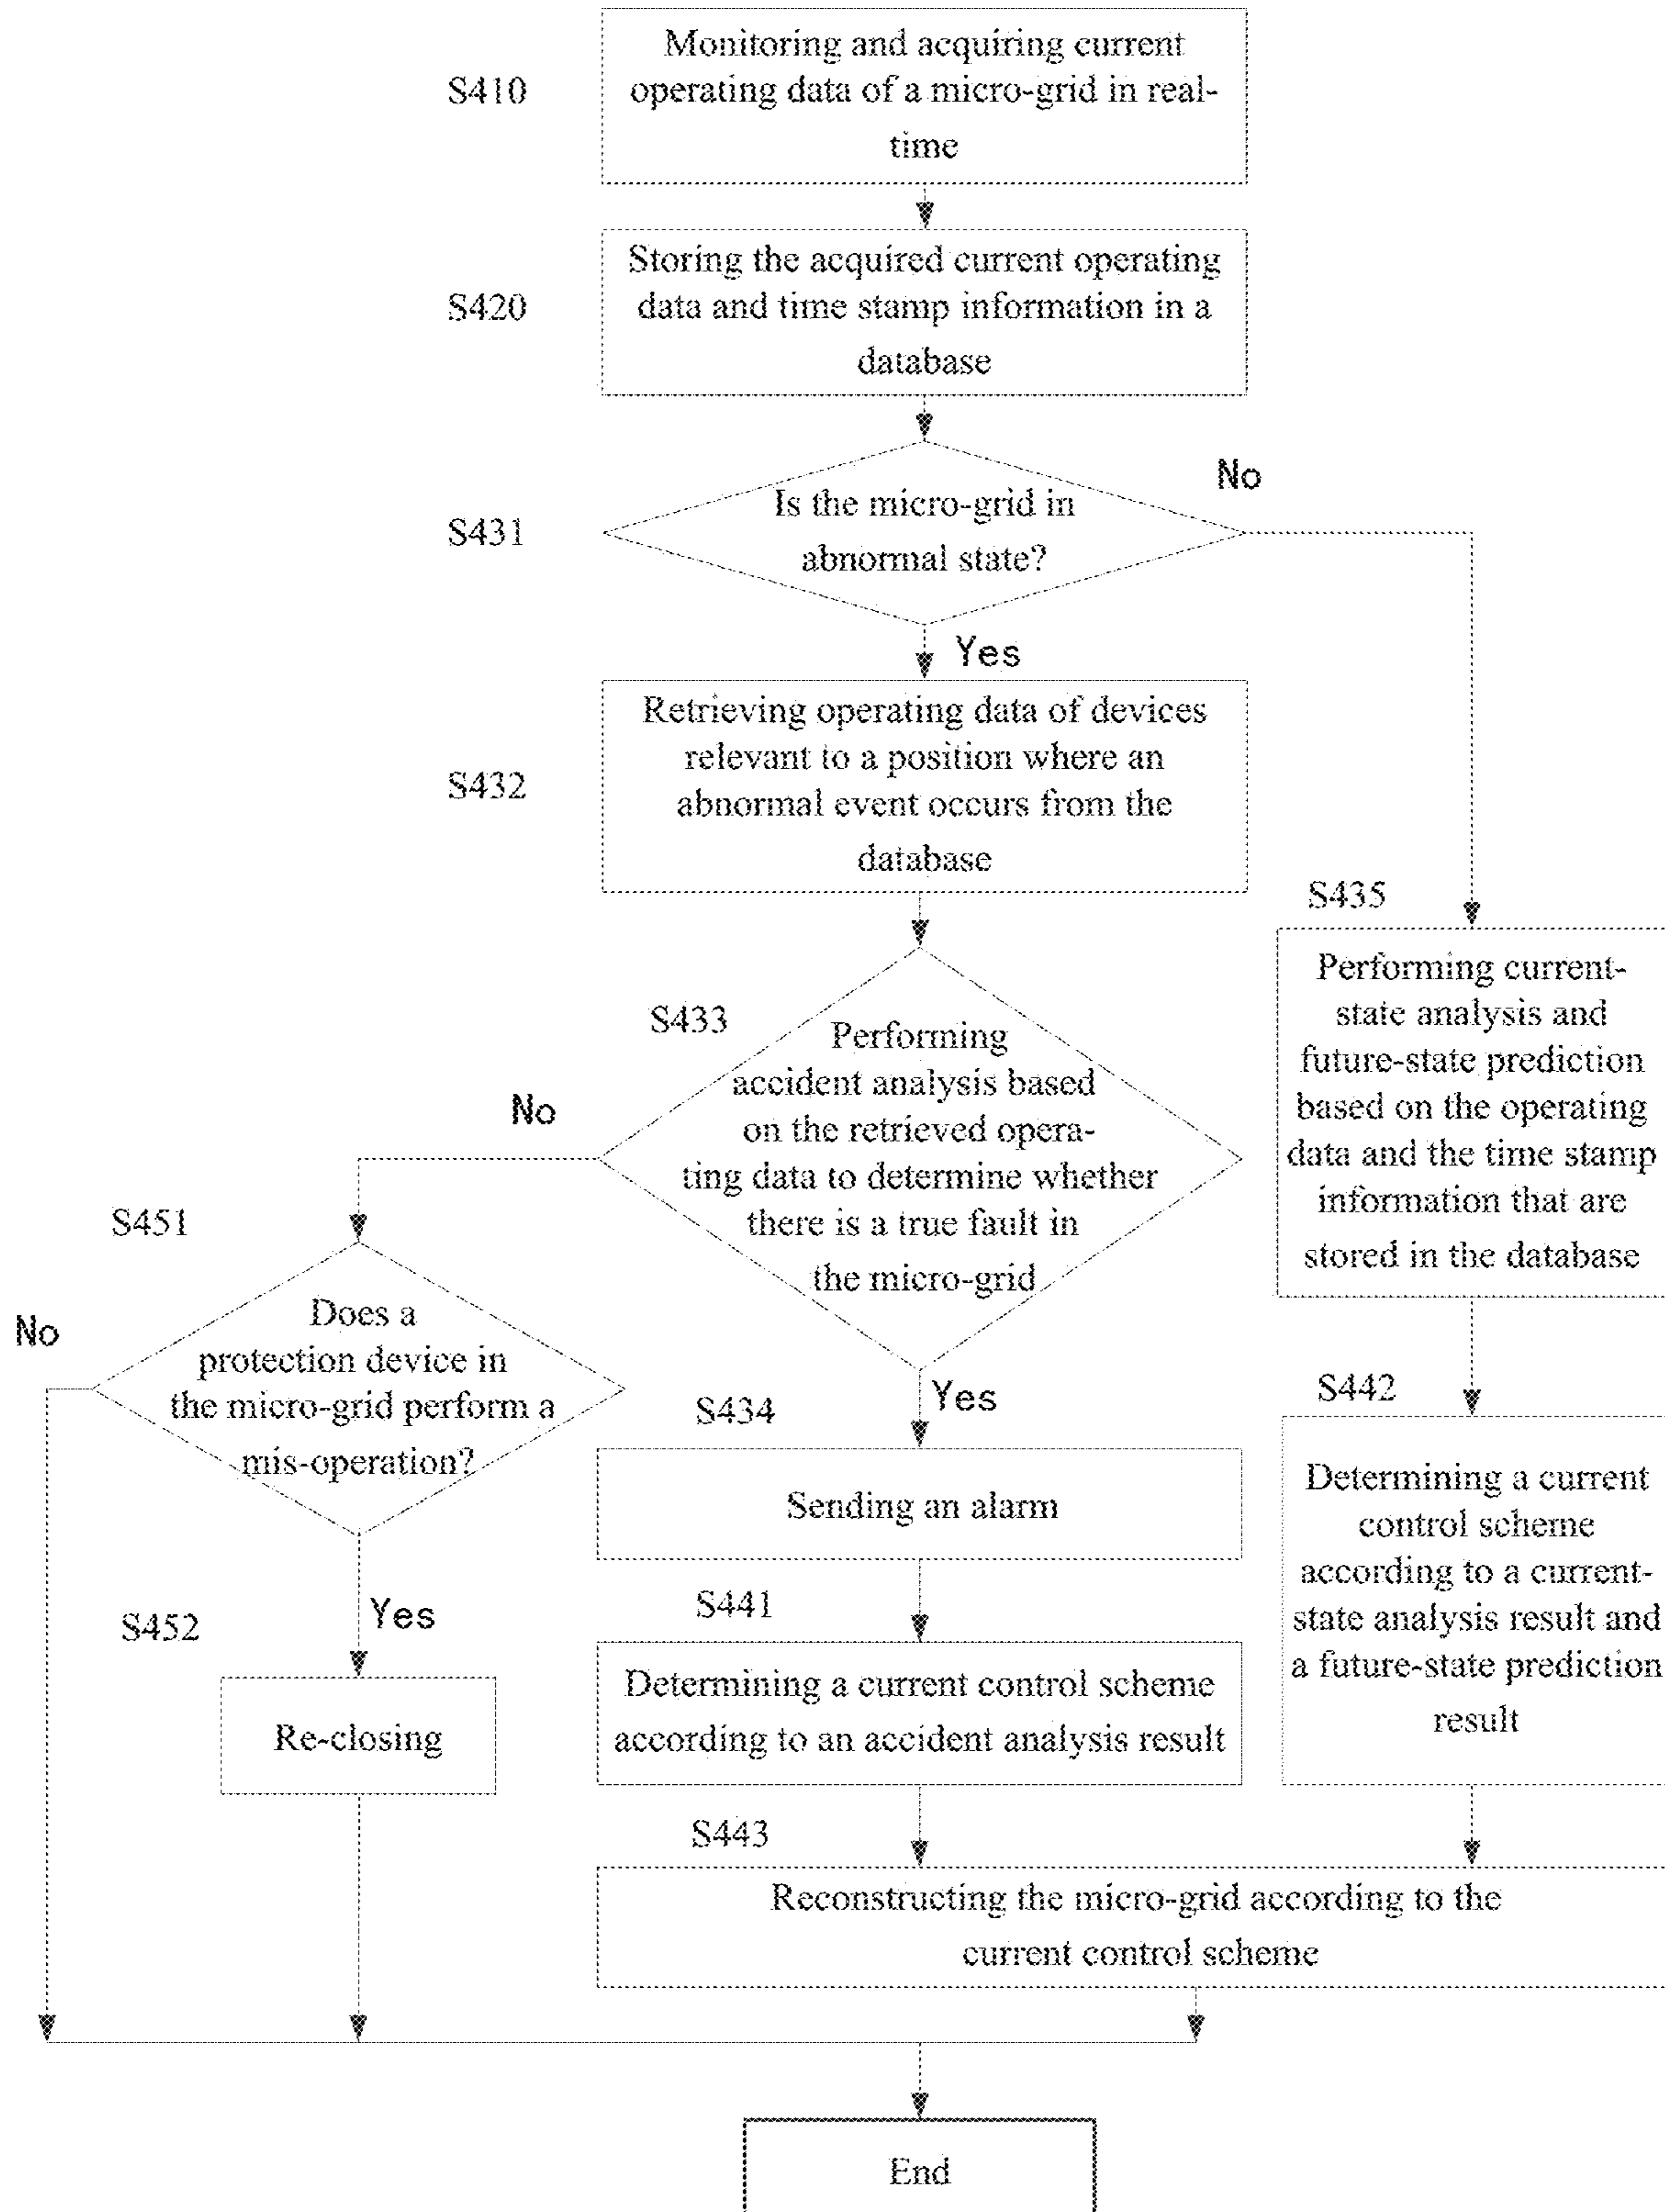 Monitoring and acquiring current
S410
operating data of a micro-grid in real-
time
Storing the acquired current operating
S420
data and time stamp information in a
database
No
S431
Is the micro-grid in
abnormal state?
Yes
Retrieving operating data of devices
relevant to a position where an
S432
abnormal event occurs from the
database
S435
Performing current-
state analysis and
future-state prediction
based on the operating
data and the time stamp
information that are
stored in the database
S433
Performing
accident analysis based
on the retrieved opera-
ting data to determine whether
there is a true fault in
the micro-grid
No
S451
Does a
protection device in
the micro-grid perform a
mis-operation?
No
Yes
S434
Sending an alarm
S442
Determining a current
control scheme
according to a current-
state analysis result and
a future-state prediction
result
S452
Yes
Re-closing
S441
Determining a current control scheme
according to an accident analysis result
S443
Reconstructing the micro-grid according to the
current control scheme
End